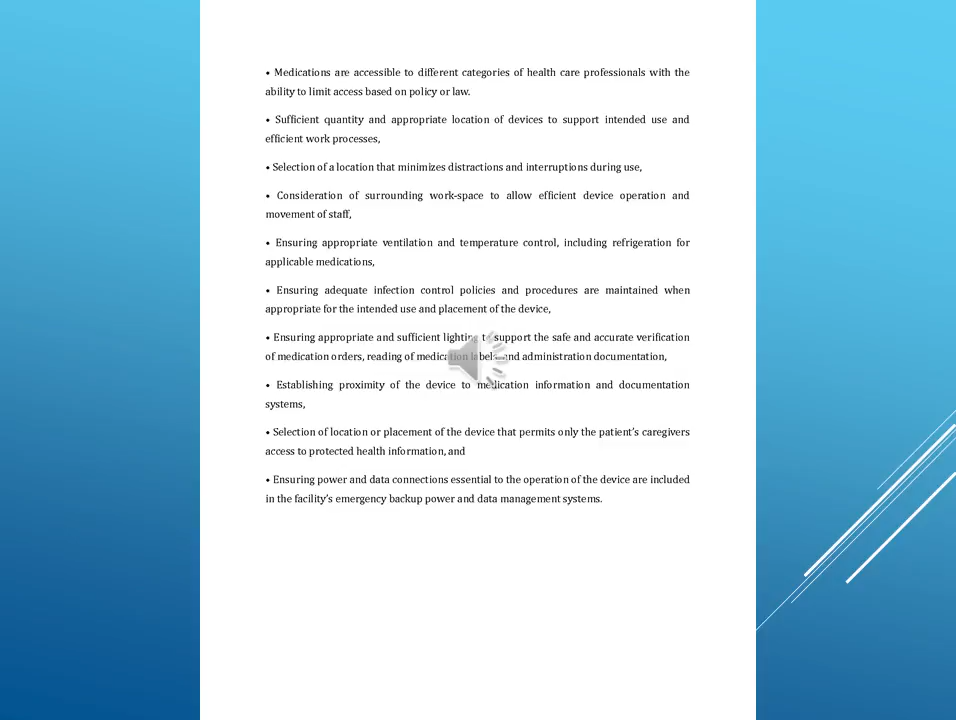 • Medications are accessible to different categories of health care professionals with the
ability to limit access based on policy or law.
• Sufficient quantity and appropriate location of devices to support intended use and
efficient work processes,
• Selection of a location that minimizes distractions and interruptions during use,
• Consideration of surrounding work-space to allow efficient device operation and
movement of staff,
• Ensuring appropriate ventilation and temperature control, including refrigeration for
applicable medications,
• Ensuring adequate infection control policies and procedures are maintained when
appropriate for the intended use and placement of the device,
• Ensuring appropriate and sufficient lighting to support the safe and accurate verification
of medication orders, reading of medication labels and administration documentation,
• Establishing proximity of the device to medication information and documentation
systems,
• Selection of location or placement of the device that permits only the patient’s caregivers
access to protected health information, and
• Ensuring power and data connections essential to the operation of the device are included
in the facility’s emergency backup power and data management systems.